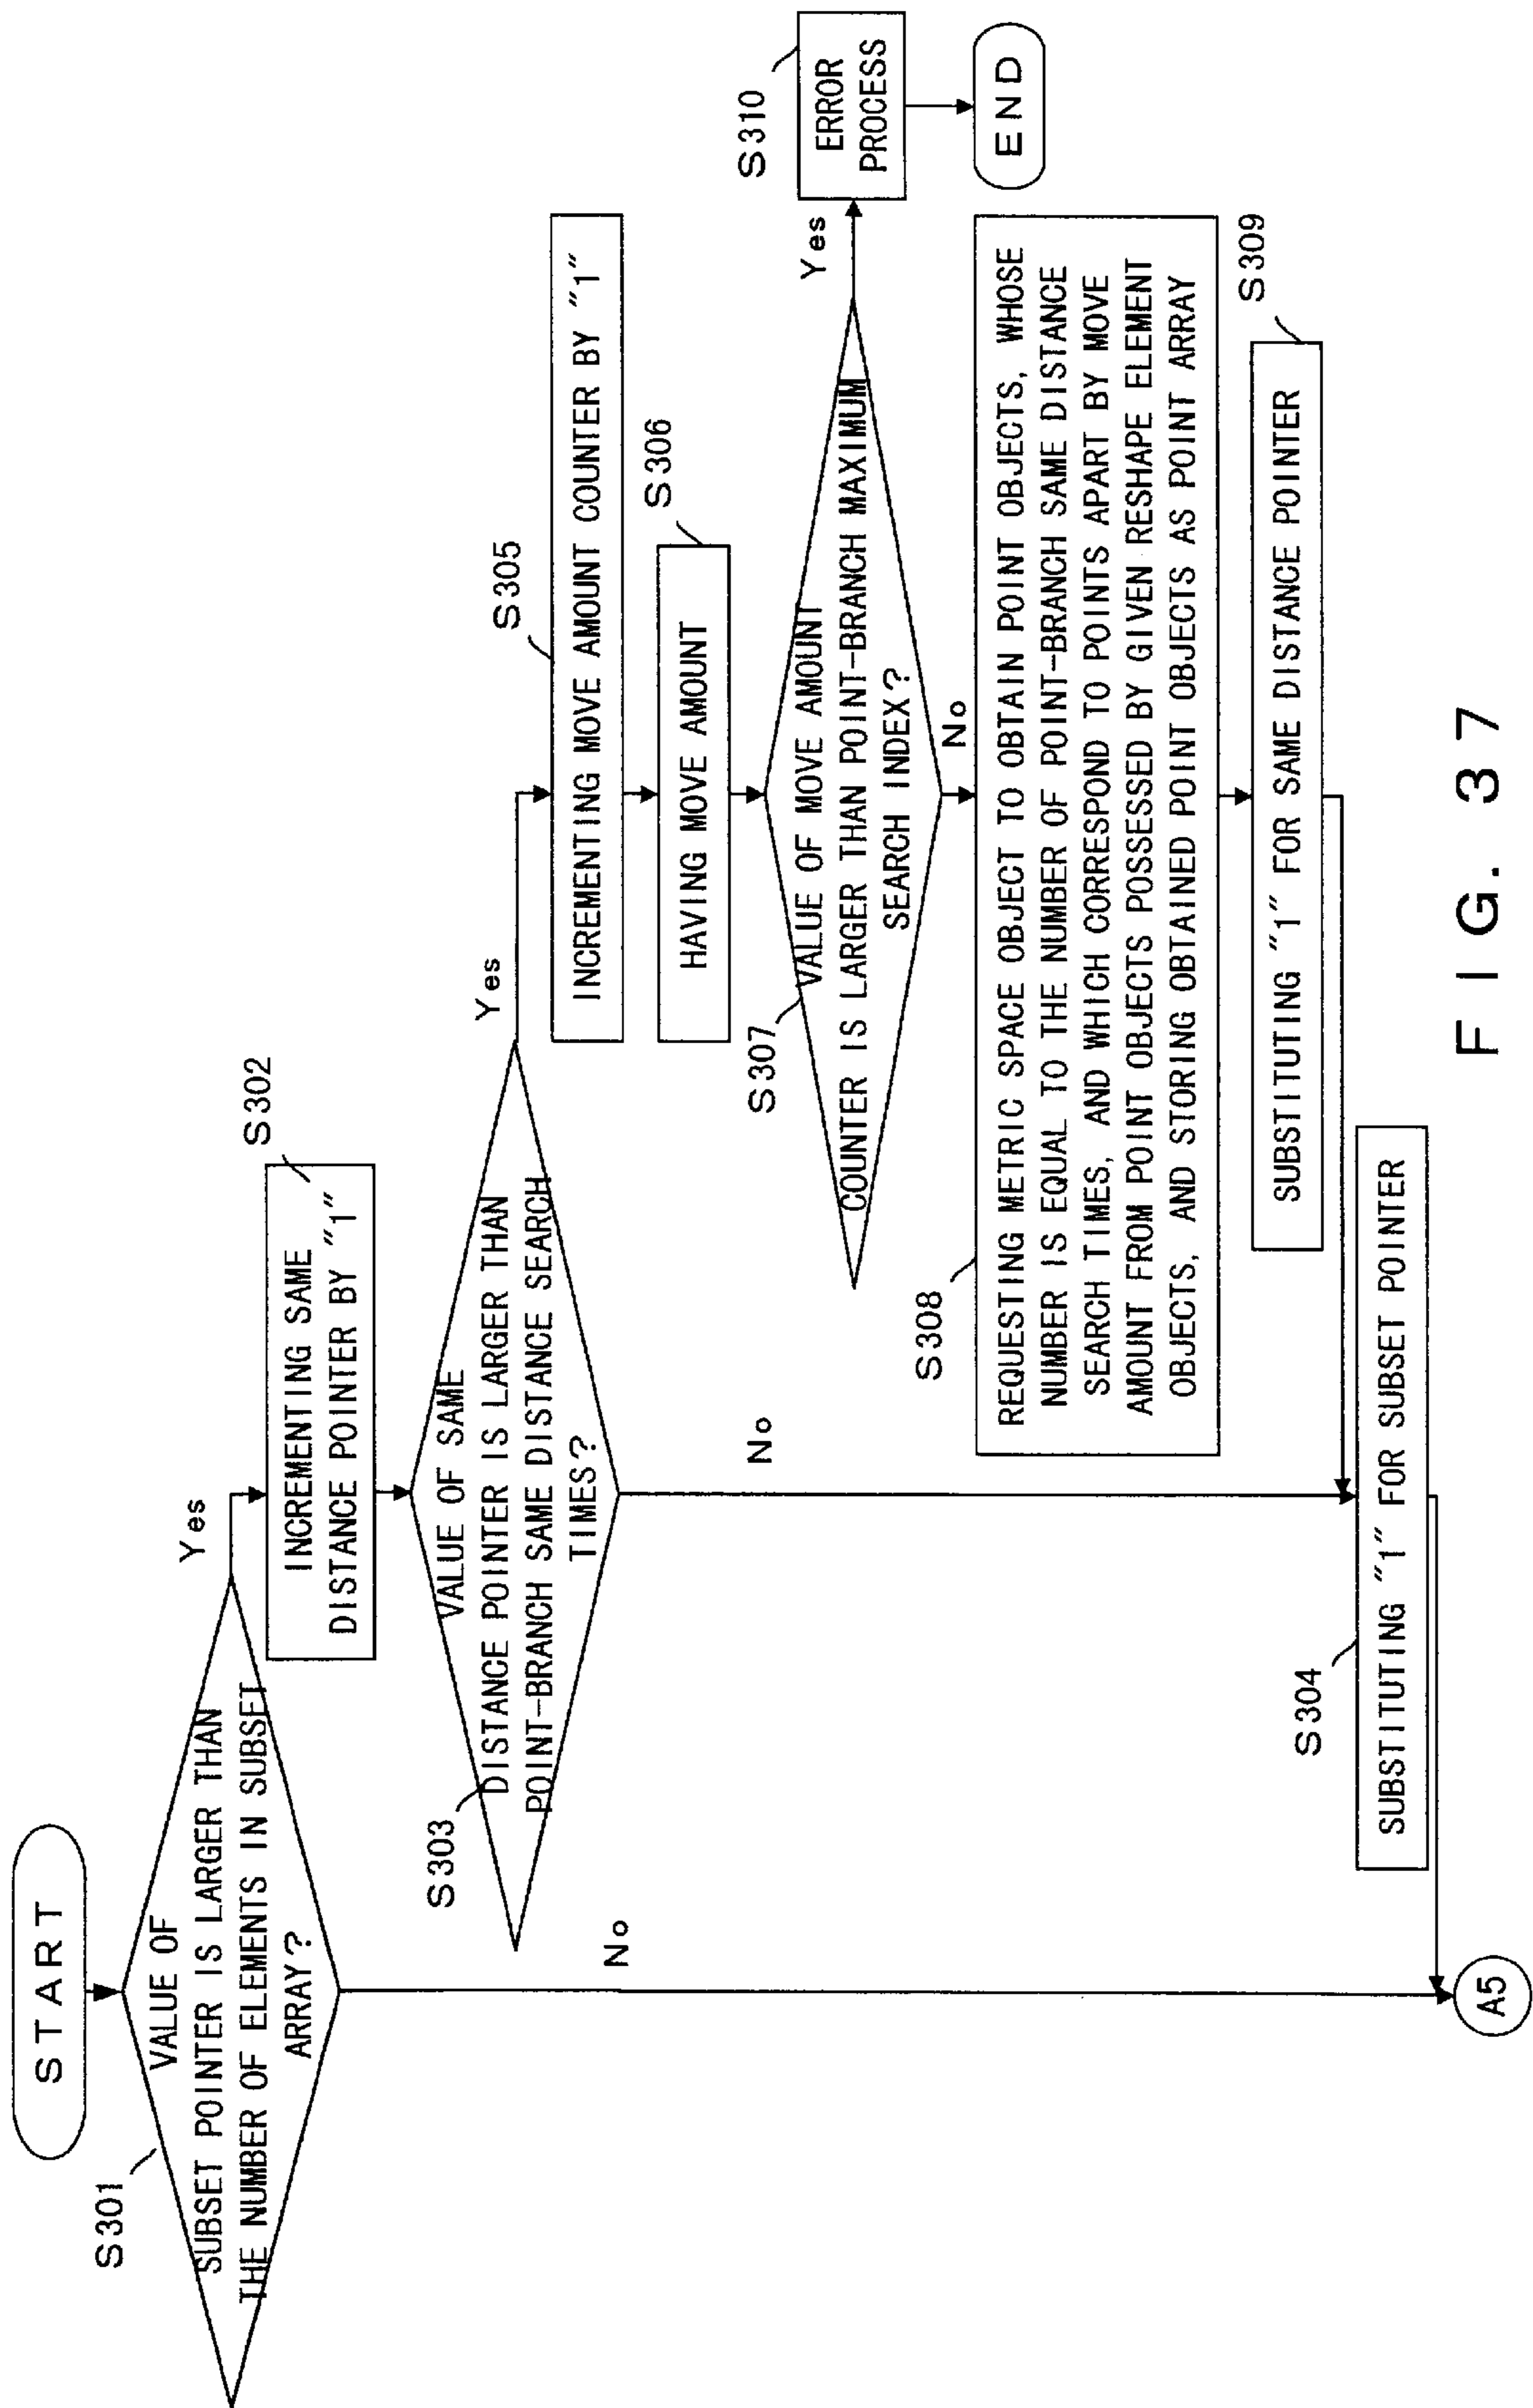 START
S301
VALUE OF
SUBSET POINTER IS LARGER THAN
THE NUMBER OF ELEMENTS IN SUBSET
ARRAY?
Yes
No
S302
INCREMENTING SAME
DISTANCE POINTER BY "1"
S303
VALUE OF SAME
DISTANCE POINTER IS LARGER THAN
POINT-BRANCH SAME DISTANCE SEARCH
TIMES?
Yes
No
S305
INCREMENTING MOVE AMOUNT COUNTER BY "1"
S306
HAVING MOVE AMOUNT
S307
VALUE OF MOVE AMOUNT
COUNTER IS LARGER THAN POINT-BRANCH MAXIMUM
SEARCH INDEX?
Yes
No
S310
ERROR
PROCESS
END
S308
REQUESTING METRIC SPACE OBJECT TO OBTAIN POINT OBJECTS, WHOSE
NUMBER IS EQUAL TO THE NUMBER OF POINT-BRANCH SAME DISTANCE
SEARCH TIMES, AND WHICH CORRESPOND TO POINTS APART BY MOVE
AMOUNT FROM POINT OBJECTS POSSESSED BY GIVEN RESHAPE ELEMENT
OBJECTS, AND STORING OBTAINED POINT OBJECTS AS POINT ARRAY
S309
SUBSTITUTING "1" FOR SAME DISTANCE POINTER
S304
SUBSTITUTING "1" FOR SUBSET POINTER
A5
FIG. 37